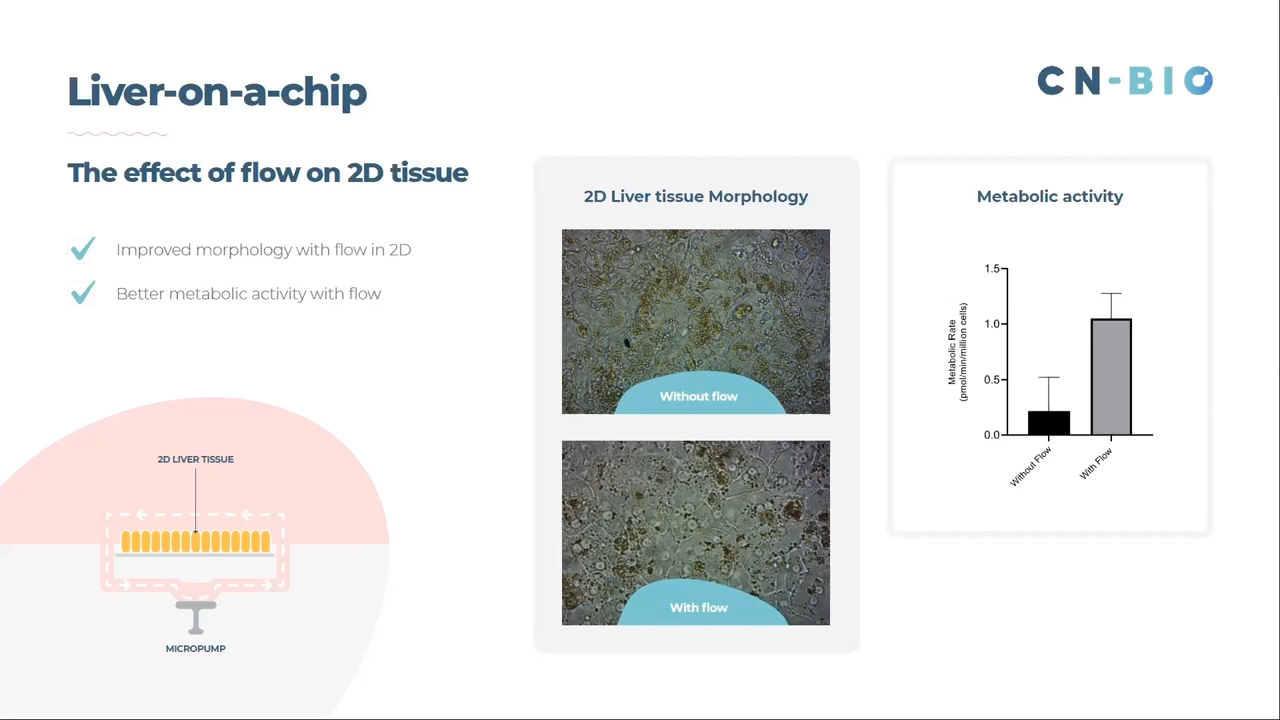 Liver-on-a-chip
CN-BIO
The effect of flow on 2D tissue
Improved morphology with flow in 2D
Better metabolic activity with flow
2D LIVER TISSUE
MICROPUMP
2D Liver tissue Morphology
Without flow
With flow
Metabolic activity
Metabolic Rate
(pmol/min/million cells)
1.5
1.0
0.5
0.0
Without Flow
With Flow